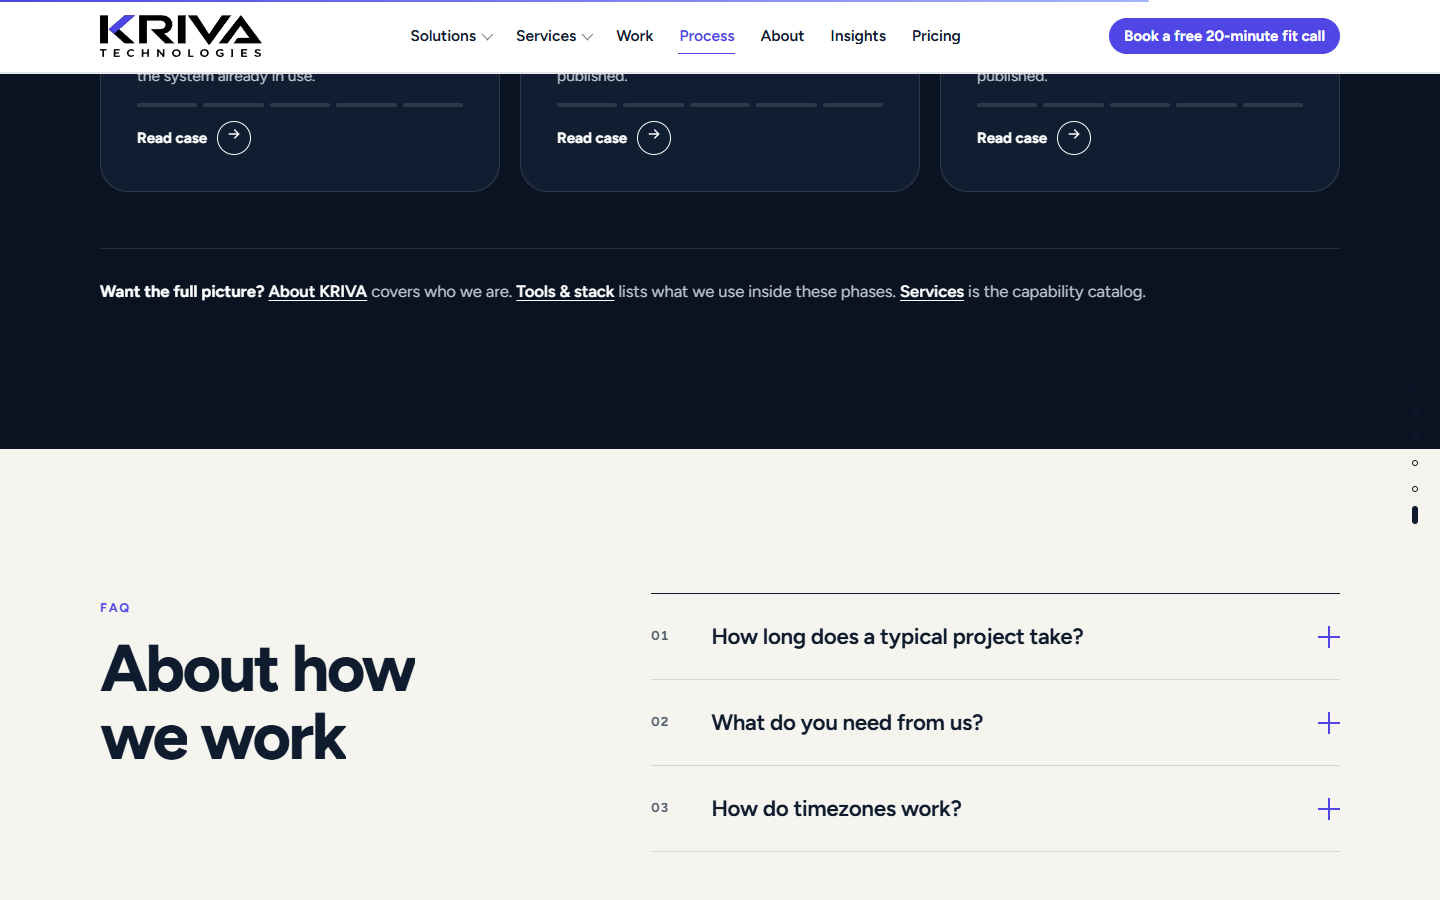 KRIVA
TECHNOLOGIES
Solutions
Services
Work
Process
About
Insights
Pricing
Book a free 20-minute fit call
the system already in use.
published.
published.
Read case
Read case
Read case
Want the full picture? About KRIVA covers who we are. Tools & stack lists what we use inside these phases. Services is the capability catalog.
FAQ
About how
we work
01 How long does a typical project take?
02 What do you need from us?
03 How do timezones work?